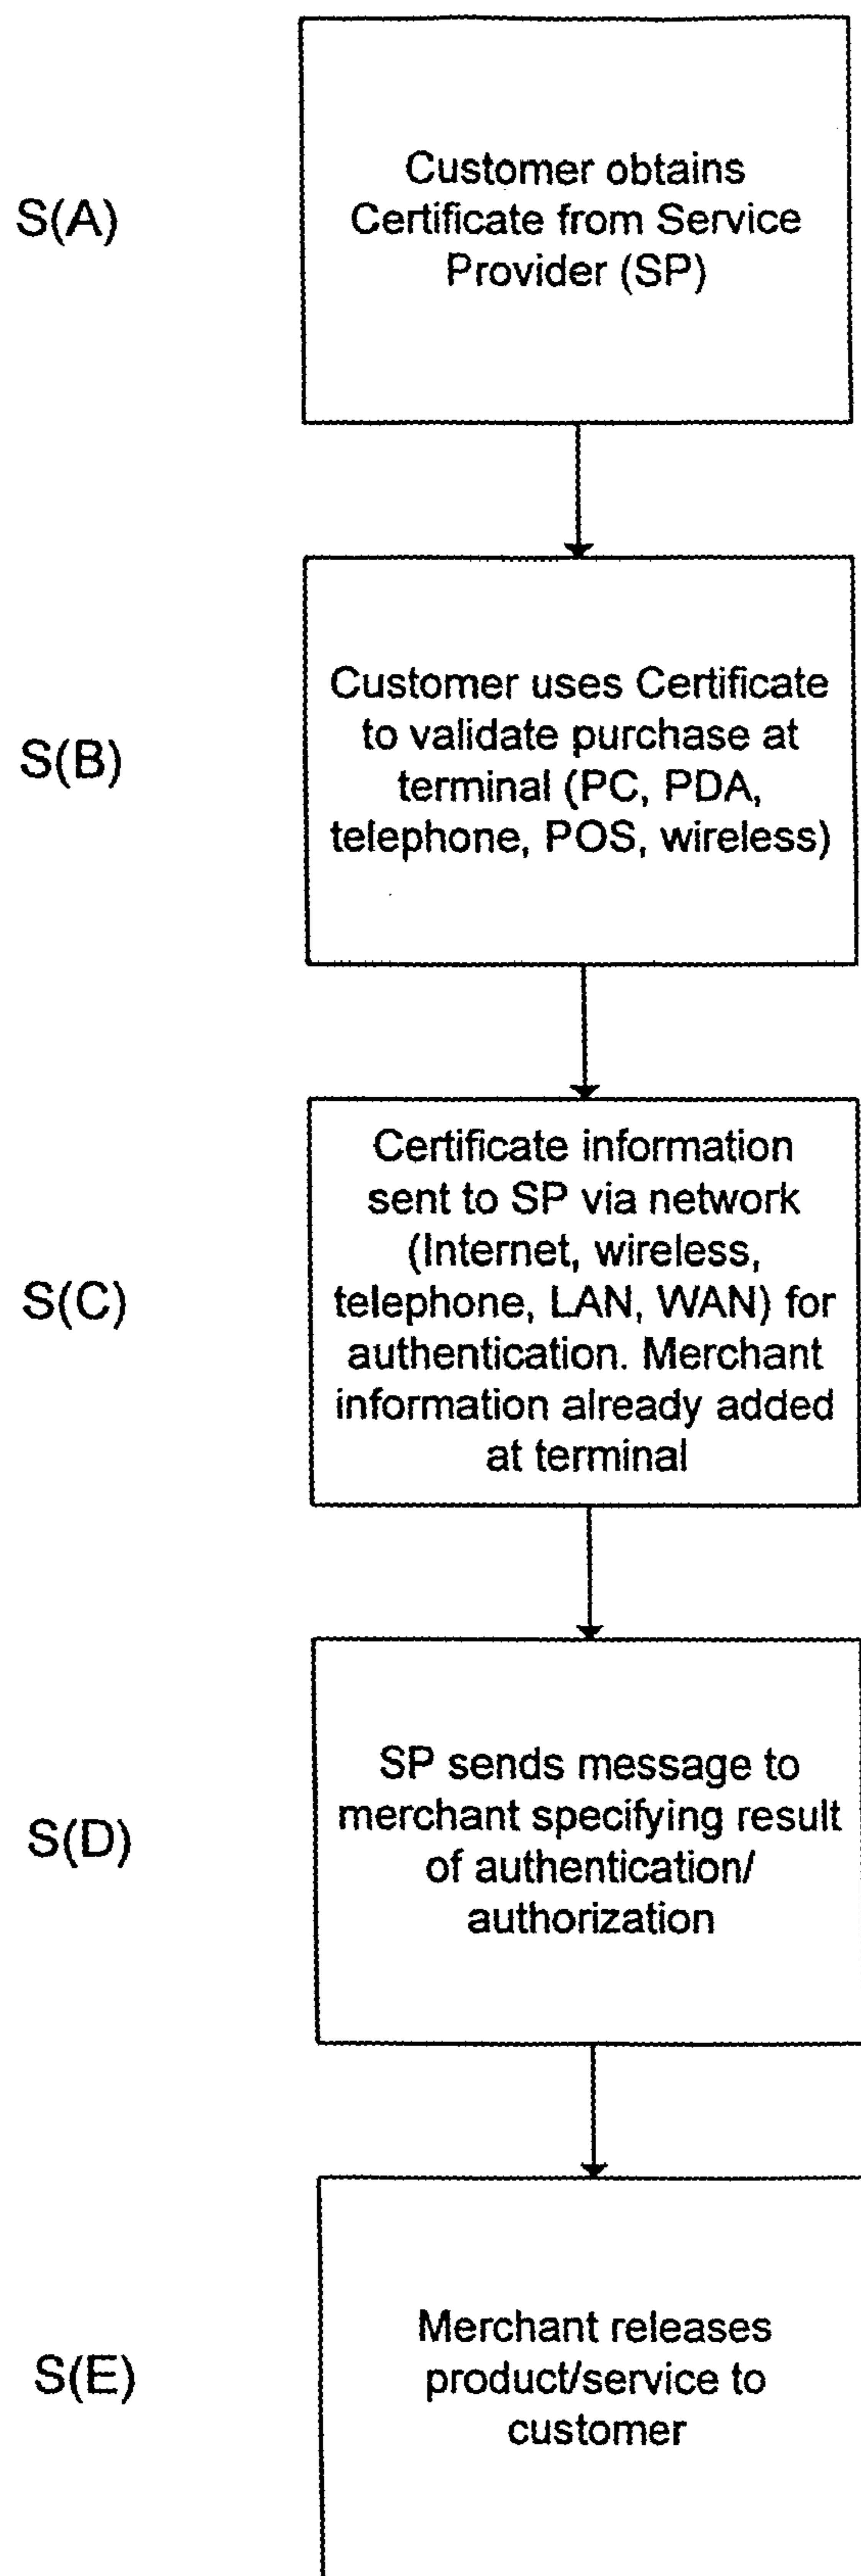 S(A)
Customer obtains
Certificate from Service
Provider (SP)
S(B)
Customer uses Certificate
to validate purchase at
terminal (PC, PDA,
telephone, POS, wireless)
S(C)
Certificate information
sent to SP via network
(Internet, wireless,
telephone, LAN, WAN) for
authentication. Merchant
information already added
at terminal
S(D)
SP sends message to
merchant specifying result
of authentication/
authorization
S(E)
Merchant releases
product/service to
customer